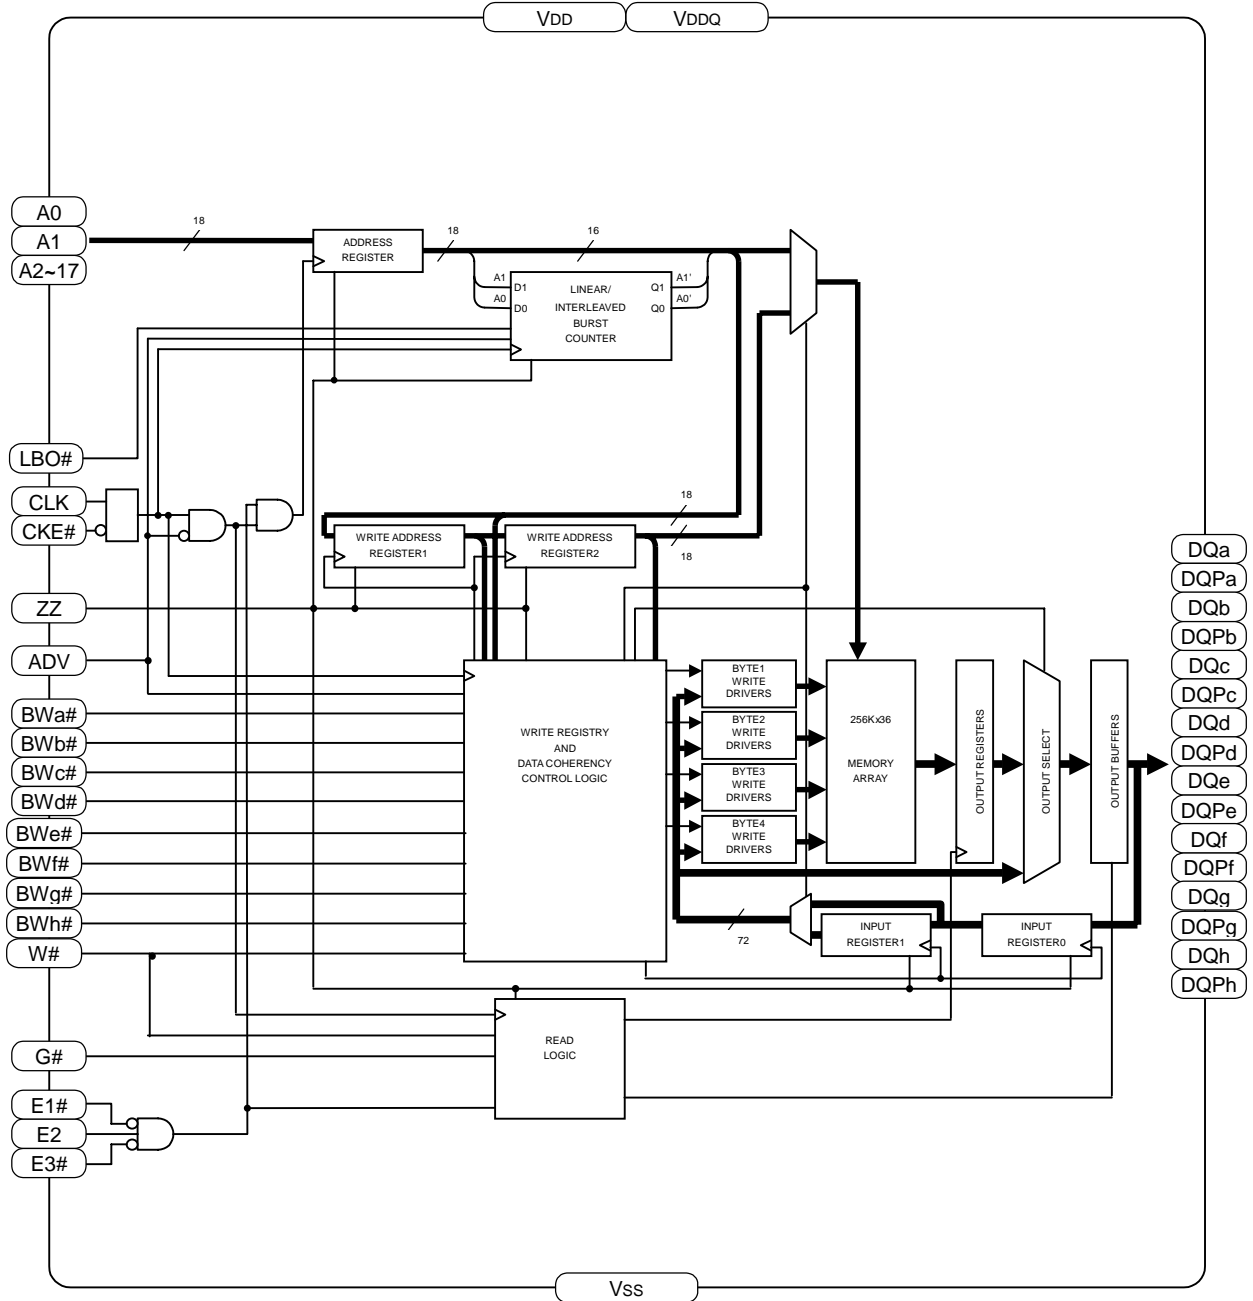 VDD
VDDQ
A0
A1
A2~17
18
ADDRESS
REGISTER
18
16
A1
A0
D1
D0
LINEAR/
INTERLEAVED
BURST
COUNTER
Q1
Q0
A1'
A0'
LBO#
CLK
CKE#
18
18
WRITE ADDRESS
REGISTER1
WRITE ADDRESS
REGISTER2
ZZ
ADV
BWa#
BWb#
BWc#
BWd#
BWe#
BWf#
BWg#
BWh#
W#
WRITE REGISTRY
AND
DATA COHERENCY
CONTROL LOGIC
BYTE1
WRITE
DRIVERS
BYTE2
WRITE
DRIVERS
BYTE3
WRITE
DRIVERS
BYTE4
WRITE
DRIVERS
256Kx36
MEMORY
ARRAY
OUTPUT REGISTERS
OUTPUT SELECT
OUTPUT BUFFERS
72
INPUT
REGISTER1
INPUT
REGISTER0
DQa
DQPa
DQb
DQPb
DQc
DQPc
DQd
DQPd
DQe
DQPe
DQf
DQPf
DQg
DQPg
DQh
DQPh
READ
LOGIC
G#
E1#
E2
E3#
VSS